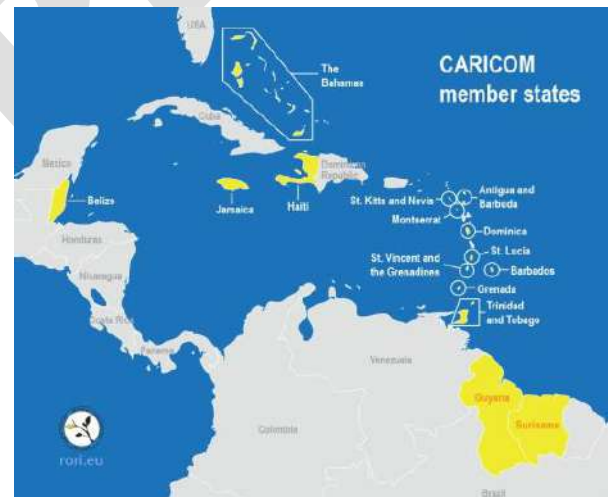 USA
The
Bahamas
CARICOM
member states
Cuba
Mexico
Dominican
Republic
Belize
Jamaica
Haiti
St. Kitts and Nevis
Antigua and
Barbuda
Montserrat
Dominica
Honduras
St. Lucia
St. Vincent and
the Grenadines
Barbados
Nicaragua
Grenada
Costa Rica
Trinidad
and Tobago
Panama
Venezuela
Guyana
Suriname
Colombia
rori.eu
Brazil